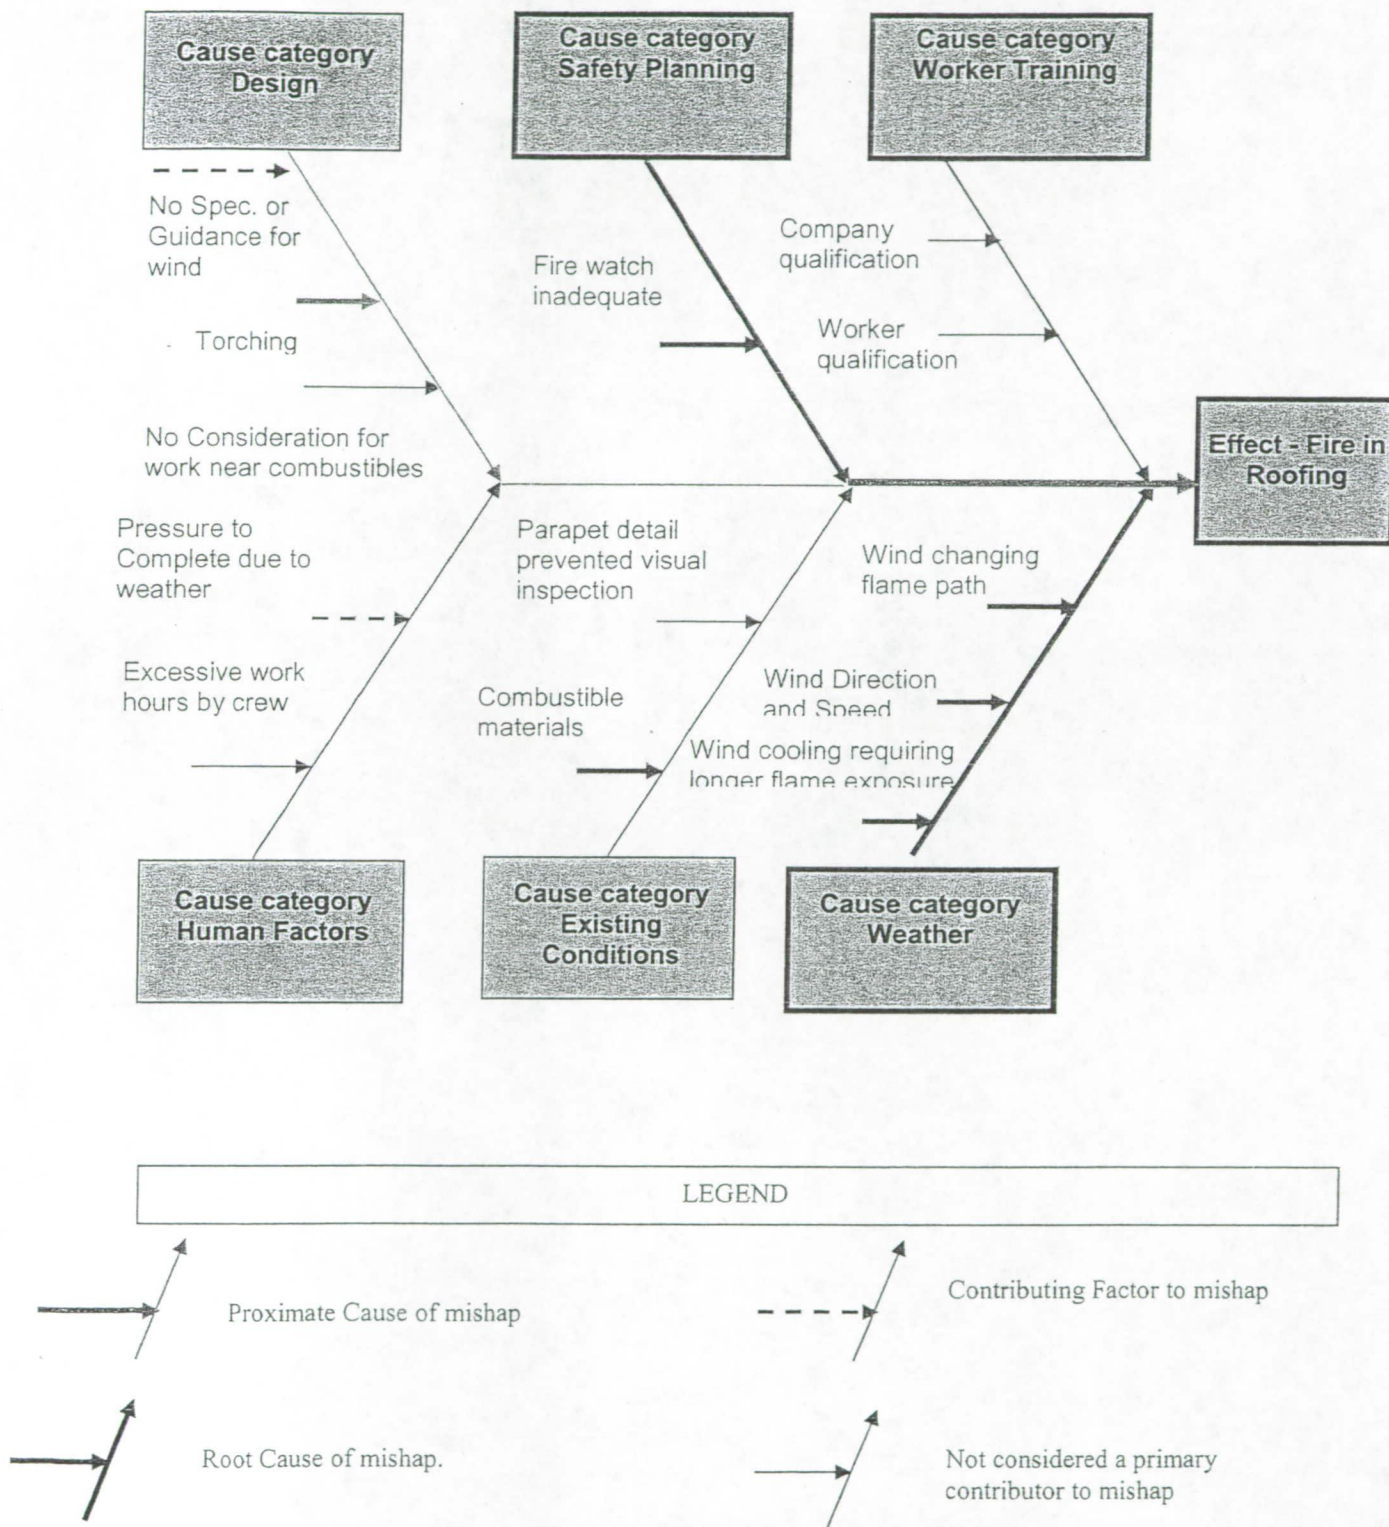 Cause category
Design
Cause category
Safety Planning
Cause category
Worker Training
No Spec. or
Guidance for
wind
Torching
No Consideration for
work near combustibles
Fire watch
inadequate
Company
qualification
Worker
qualification
Effect - Fire in
Roofing
Pressure to
Complete due to
weather
Excessive work
hours by crew
Parapet detail
prevented visual
inspection
Combustible
materials
Wind changing
flame path
Wind Direction
and Speed
Wind cooling requiring
longer flame exposure
Cause category
Human Factors
Cause category
Existing
Conditions
Cause category
Weather
LEGEND
Proximate Cause of mishap
Contributing Factor to mishap
Root Cause of mishap.
Not considered a primary
contributor to mishap